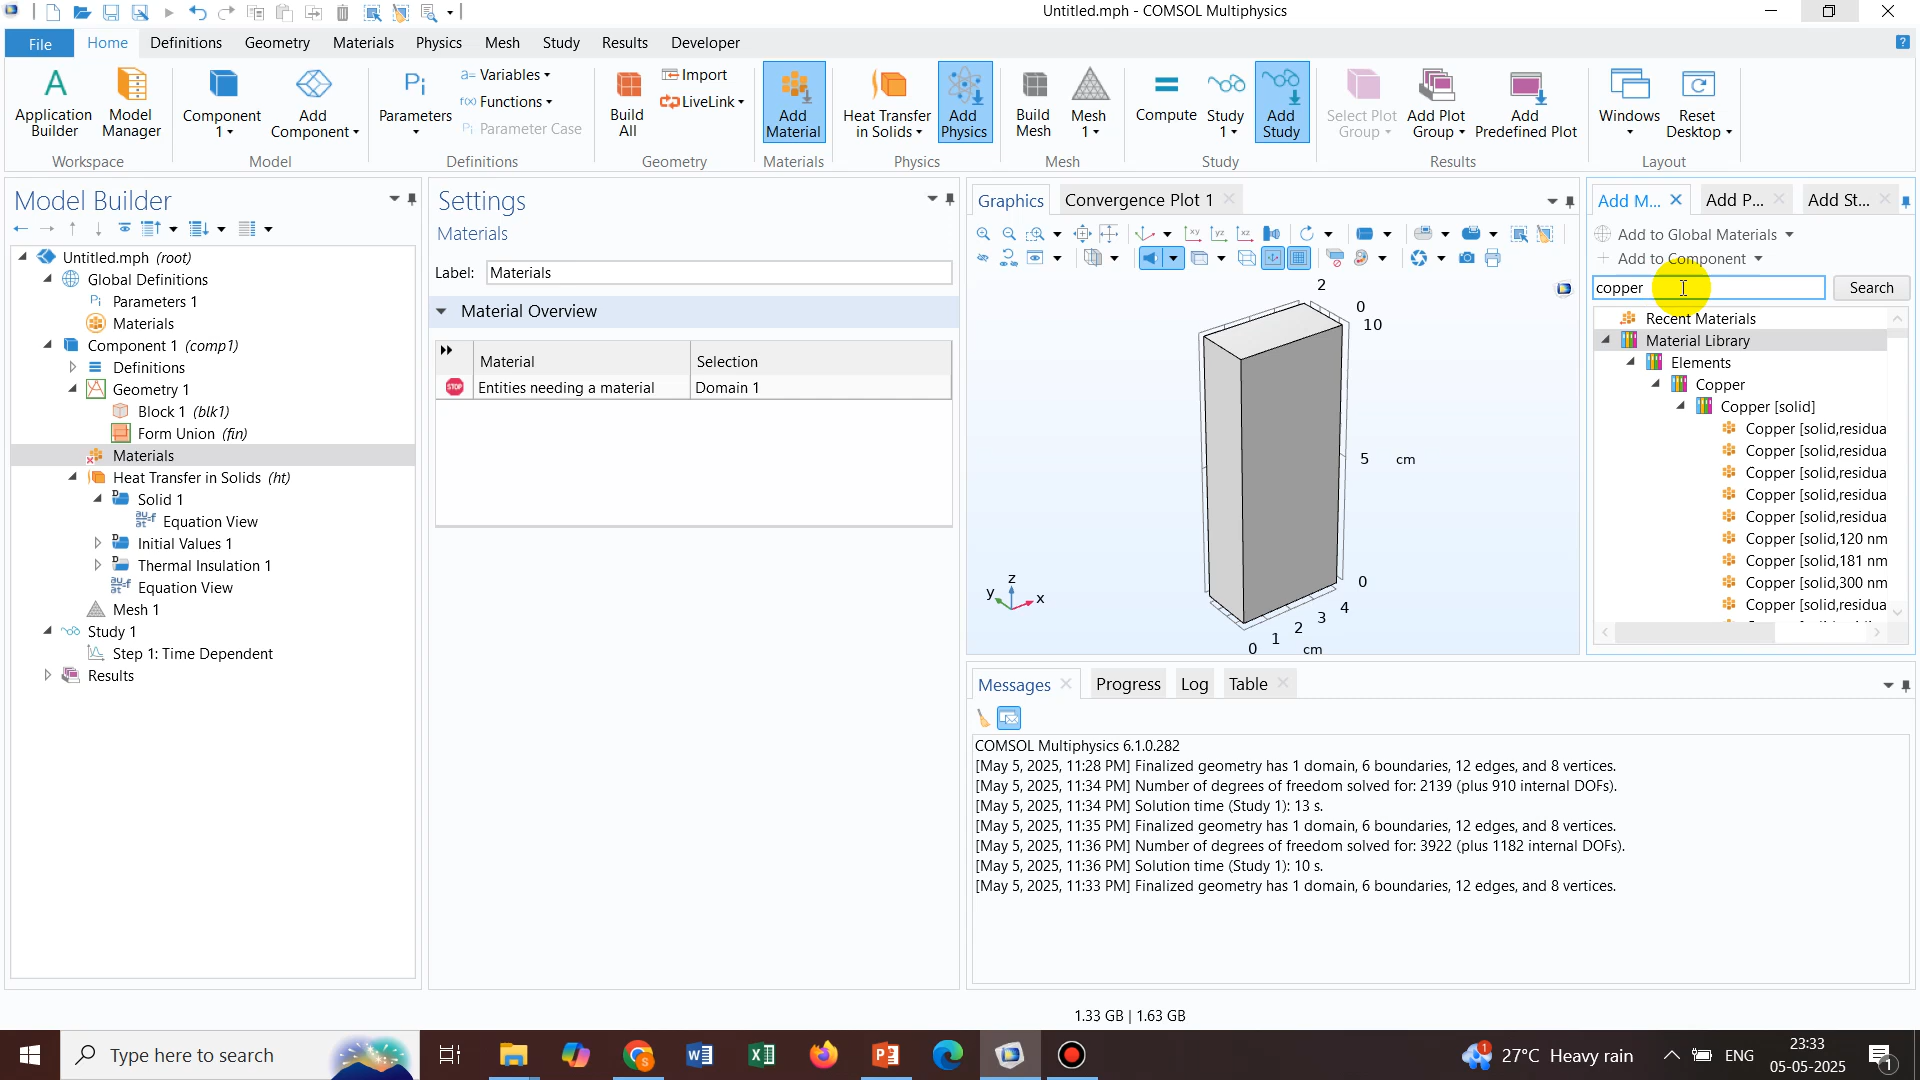 Untitled.mph - COMSOL Multiphysics
File
Home
Definitions
Geometry
Materials
Physics
Mesh
Study
Results
Developer
Application Builder
Model Manager
Workspace
Component 1
Add Component
Model
Pi
Parameters
a= Variables
f(x) Functions
Pi Parameter Case
Definitions
Build All
Import
LiveLink
Geometry
Add Material
Materials
Heat Transfer in Solids
Add Physics
Physics
Build Mesh
Mesh 1
Mesh
Compute
Study 1
Add Study
Study
Select Plot Group
Add Plot Group
Add Predefined Plot
Results
Windows
Reset Desktop
Layout
Model Builder
Untitled.mph (root)
Global Definitions
Pi Parameters 1
Materials
Component 1 (comp1)
Definitions
Geometry 1
Block 1 (blk1)
Form Union (fin)
Materials
Heat Transfer in Solids (ht)
Solid 1
Equation View
Initial Values 1
Thermal Insulation 1
Equation View
Mesh 1
Study 1
Step 1: Time Dependent
Results
Settings
Materials
Label: Materials
Material Overview
Material Selection
STOP Entities needing a material Domain 1
Graphics
Convergence Plot 1
xy
yz
xz
2
0
10
5 cm
0
4
3
2
1
0 cm
z
y x
Add M...
Add P...
Add St...
Add to Global Materials
Add to Component
copper
Search
Recent Materials
Material Library
Elements
Copper
Copper [solid]
Copper [solid,residua
Copper [solid,residua
Copper [solid,residua
Copper [solid,residua
Copper [solid,residua
Copper [solid,120 nm
Copper [solid,181 nm
Copper [solid,300 nm
Copper [solid,residua
Messages
Progress
Log
Table
COMSOL Multiphysics 6.1.0.282
[May 5, 2025, 11:28 PM] Finalized geometry has 1 domain, 6 boundaries, 12 edges, and 8 vertices.
[May 5, 2025, 11:34 PM] Number of degrees of freedom solved for: 2139 (plus 910 internal DOFs).
[May 5, 2025, 11:34 PM] Solution time (Study 1): 13 s.
[May 5, 2025, 11:35 PM] Finalized geometry has 1 domain, 6 boundaries, 12 edges, and 8 vertices.
[May 5, 2025, 11:36 PM] Number of degrees of freedom solved for: 3922 (plus 1182 internal DOFs).
[May 5, 2025, 11:36 PM] Solution time (Study 1): 10 s.
[May 5, 2025, 11:33 PM] Finalized geometry has 1 domain, 6 boundaries, 12 edges, and 8 vertices.
1.33 GB | 1.63 GB
Type here to search
27°C Heavy rain
ENG
23:33
05-05-2025
1